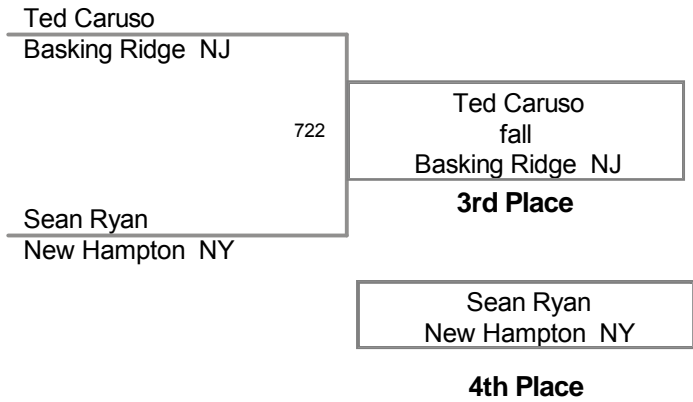 Ted Caruso
Basking Ridge NJ
722
Ted Caruso
fall
Basking Ridge NJ
3rd Place
Sean Ryan
New Hampton NY
Sean Ryan
New Hampton NY
4th Place